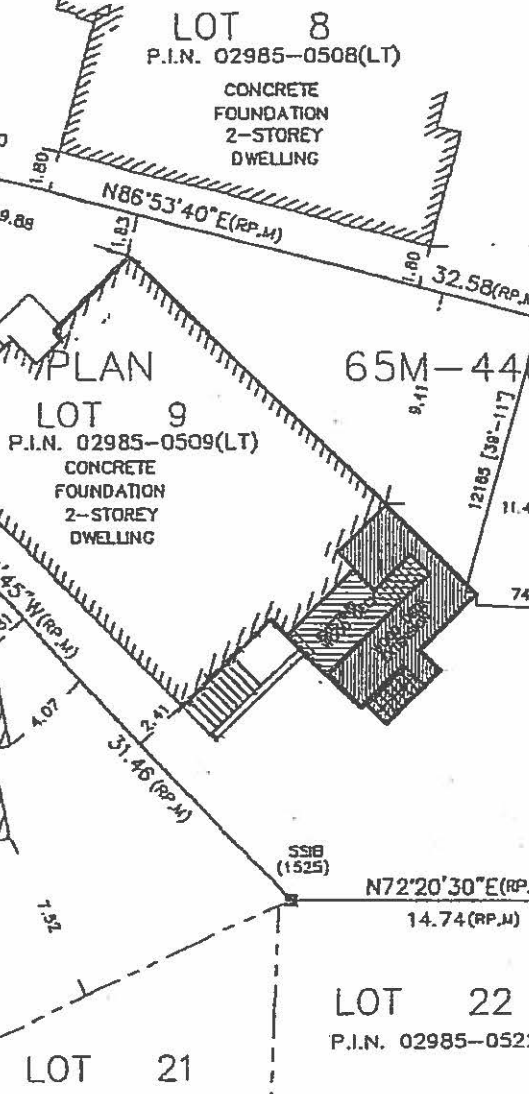 LOT 8
P.I.N. 02985-0508(LT)
CONCRETE
FOUNDATION
2-STOREY
DWELLING
1.80
N86°53'40"E(RP,M)
9.88
1.83
1.80
32.58(RP,M
PLAN 65M-44
9.41
12165 [39'-11"]
LOT 9
P.I.N. 02985-0509(LT)
CONCRETE
FOUNDATION
2-STOREY
DWELLING
11.4
74
'45"W(RP,M)
4.07
2.41
31.46(RP,M)
SSIB
(1525)
N72°20'30"E(RP,
14.74(RP,M)
7.52
LOT 22
P.I.N. 02985-052
LOT 21